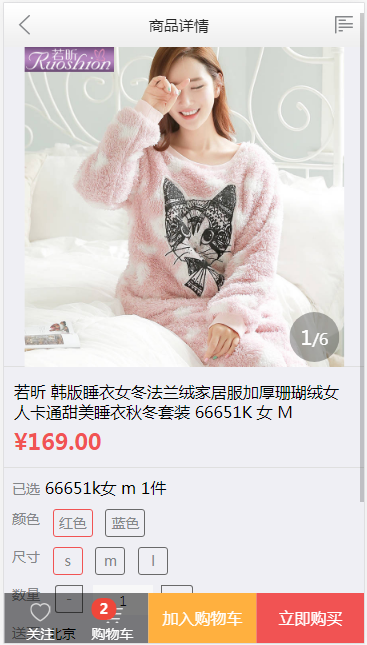 商品详情
若昕
Ruoshion
1/6
若昕 韩版睡衣女冬法兰绒家居服加厚珊瑚绒女
人卡通甜美睡衣秋冬套装 66651K 女 M
¥169.00
已选 66651k女 m 1件
颜色 红色 蓝色
尺寸 s m l
数量 - 1
送 北京
关注 2 购物车 加入购物车 立即购买